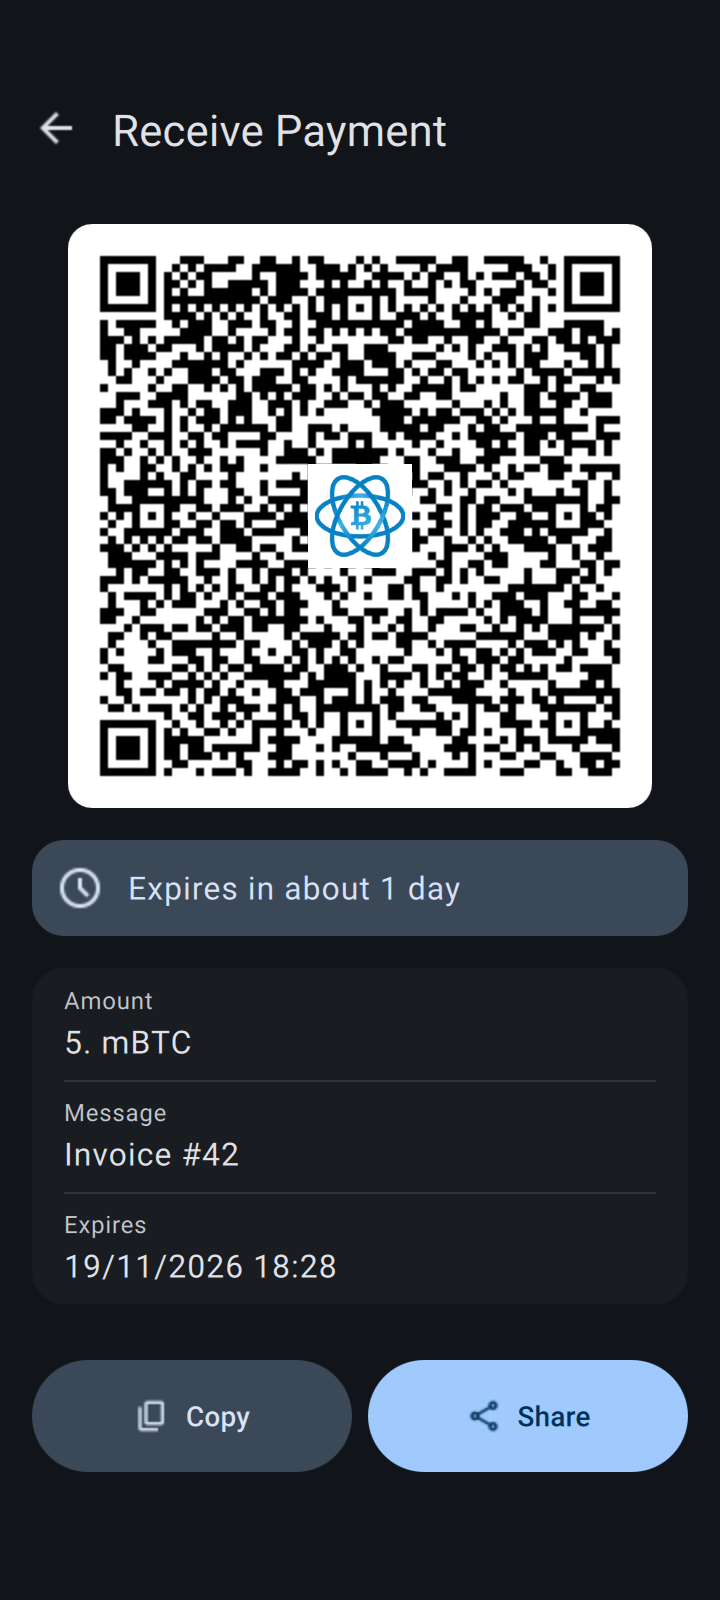 Receive Payment
Expires in about 1 day
Amount
5. mBTC
Message
Invoice #42
Expires
19/11/2026 18:28
Copy
Share